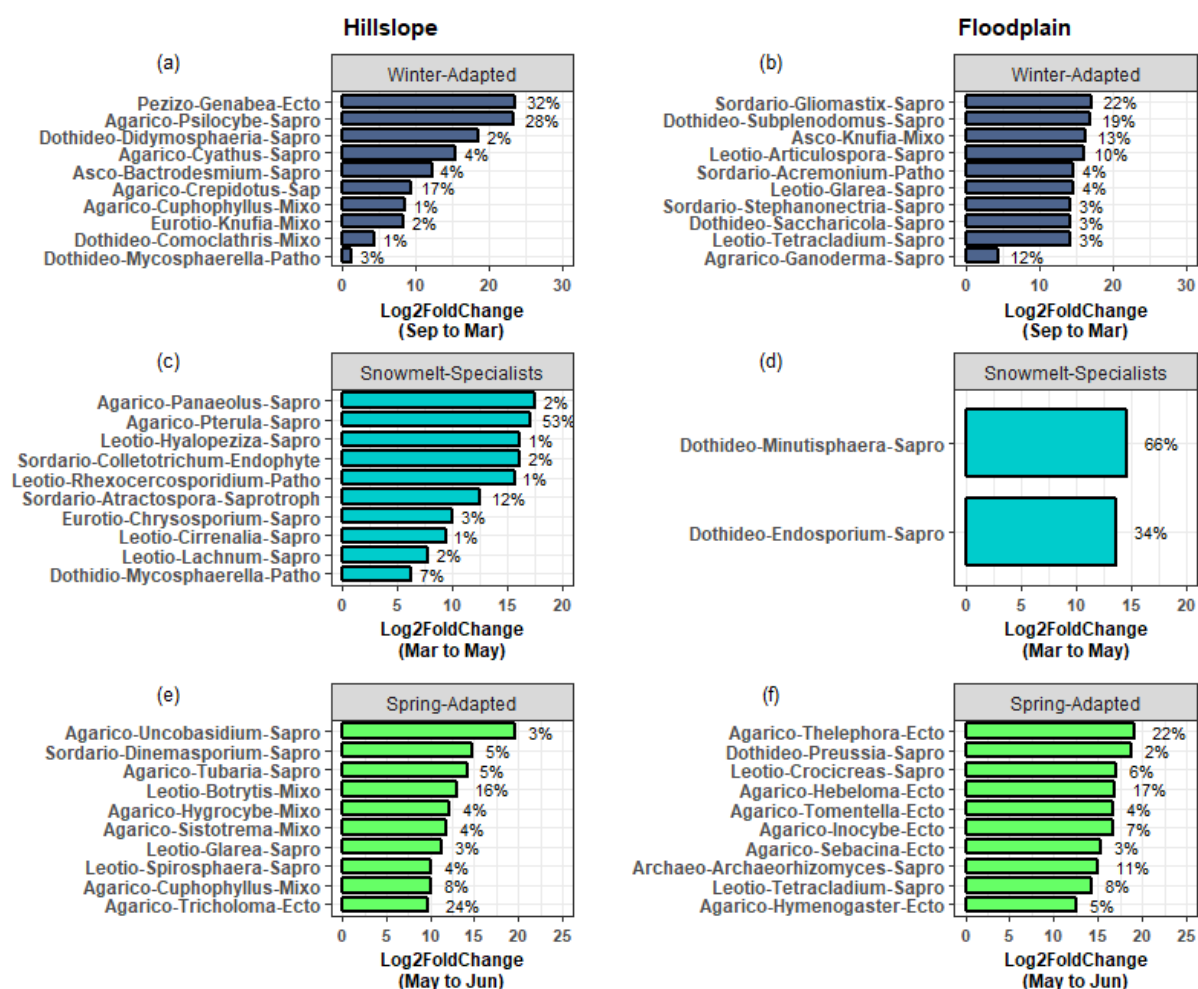 Hillslope
Floodplain
(a)
Winter-Adapted
Pezizo-Genabea-Ecto 32%
Agarico-Psilocybe-Sapro 28%
Dothideo-Didymosphaeria-Sapro 2%
Agarico-Cyathus-Sapro 4%
Asco-Bactrodesmium-Sapro 4%
Agarico-Crepidotus-Sap 17%
Agarico-Cuphophyllus-Mixo 1%
Eurotio-Knufia-Mixo 2%
Dothideo-Comoclathris-Mixo 1%
Dothideo-Mycosphaerella-Patho 3%
0 10 20 30
Log2FoldChange
(Sep to Mar)
(b)
Winter-Adapted
Sordario-Gliomastix-Sapro 22%
Dothideo-Subplenodomus-Sapro 19%
Asco-Knufia-Mixo 13%
Leotio-Articulospora-Sapro 10%
Sordario-Acremonium-Patho 4%
Leotio-Glarea-Sapro 4%
Sordario-Stephanonectria-Sapro 3%
Dothideo-Saccharicola-Sapro 3%
Leotio-Tetracladium-Sapro 3%
Agrarico-Ganoderma-Sapro 12%
0 10 20 30
Log2FoldChange
(Sep to Mar)
(c)
Snowmelt-Specialists
Agarico-Panaeolus-Sapro 2%
Agarico-Pterula-Sapro 53%
Leotio-Hyalopeziza-Sapro 1%
Sordario-Colletotrichum-Endophyte 2%
Leotio-Rhexocercosporidium-Patho 1%
Sordario-Atractospora-Saprotroph 12%
Eurotio-Chrysosporium-Sapro 3%
Leotio-Cirrenalia-Sapro 1%
Leotio-Lachnum-Sapro 2%
Dothidio-Mycosphaerella-Patho 7%
0 5 10 15 20
Log2FoldChange
(Mar to May)
(d)
Snowmelt-Specialists
Dothideo-Minutisphaera-Sapro 66%
Dothideo-Endosporium-Sapro 34%
0 5 10 15 20
Log2FoldChange
(Mar to May)
(e)
Spring-Adapted
Agarico-Uncobasidium-Sapro 3%
Sordario-Dinemasporium-Sapro 5%
Agarico-Tubaria-Sapro 5%
Leotio-Botrytis-Mixo 16%
Agarico-Hygrocybe-Mixo 4%
Agarico-Sistotrema-Mixo 4%
Leotio-Glarea-Sapro 3%
Leotio-Spirosphaera-Sapro 4%
Agarico-Cuphophyllus-Mixo 8%
Agarico-Tricholoma-Ecto 24%
0 5 10 15 20 25
Log2FoldChange
(May to Jun)
(f)
Spring-Adapted
Agarico-Thelephora-Ecto 22%
Dothideo-Preussia-Sapro 2%
Leotio-Crocicreas-Sapro 6%
Agarico-Hebeloma-Ecto 17%
Agarico-Tomentella-Ecto 4%
Agarico-Inocybe-Ecto 7%
Agarico-Sebacina-Ecto 3%
Archaeo-Archaeorhizomyces-Sapro 11%
Leotio-Tetracladium-Sapro 8%
Agarico-Hymenogaster-Ecto 5%
0 5 10 15 20 25
Log2FoldChange
(May to Jun)